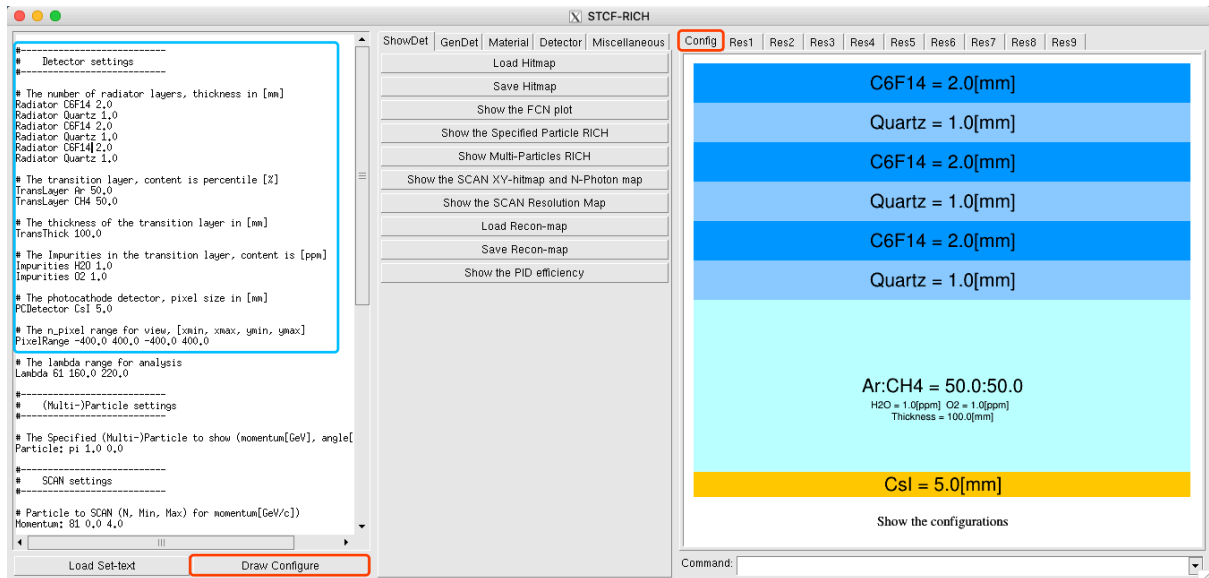 STCF-RICH
#---------------------------
#    Detector settings
#---------------------------
# The number of radiator layers, thickness in [mm]
Radiator C6F14 2.0
Radiator Quartz 1.0
Radiator C6F14 2.0
Radiator Quartz 1.0
Radiator C6F14 2.0
Radiator Quartz 1.0
# The transition layer, content is percentile [%]
TransLayer Ar 50.0
TransLayer CH4 50.0
# The thickness of the transition layer in [mm]
TransThick 100.0
# The Impurities in the transition layer, content is [ppm]
Impurities H2O 1.0
Impurities O2 1.0
# The photocathode detector, pixel size in [mm]
PCDetector CsI 5.0
# The n_pixel range for view, [xmin, xmax, ymin, ymax]
PixelRange -400.0 400.0 -400.0 400.0
# The lambda range for analysis
Lambda 61 160.0 220.0
#---------------------------
#    (Multi-)Particle settings
#---------------------------
# The Specified (Multi-)Particle to show (momentum[GeV], angle[
Particle: pi 1.0 0.0
#---------------------------
#    SCAN settings
#---------------------------
# Particle to SCAN (N, Min, Max) for momentum[GeV/c])
Momentum: 81 0.0 4.0
Load Set-text
Draw Configure
ShowDet GenDet Material Detector Miscellaneous
Load Hitmap
Save Hitmap
Show the FCN plot
Show the Specified Particle RICH
Show Multi-Particles RICH
Show the SCAN XY-hitmap and N-Photon map
Show the SCAN Resolution Map
Load Recon-map
Save Recon-map
Show the PID efficiency
Config Res1 Res2 Res3 Res4 Res5 Res6 Res7 Res8 Res9
C6F14 = 2.0[mm]
Quartz = 1.0[mm]
C6F14 = 2.0[mm]
Quartz = 1.0[mm]
C6F14 = 2.0[mm]
Quartz = 1.0[mm]
Ar:CH4 = 50.0:50.0
H2O = 1.0[ppm] O2 = 1.0[ppm]
Thickness = 100.0[mm]
CsI = 5.0[mm]
Show the configurations
Command: